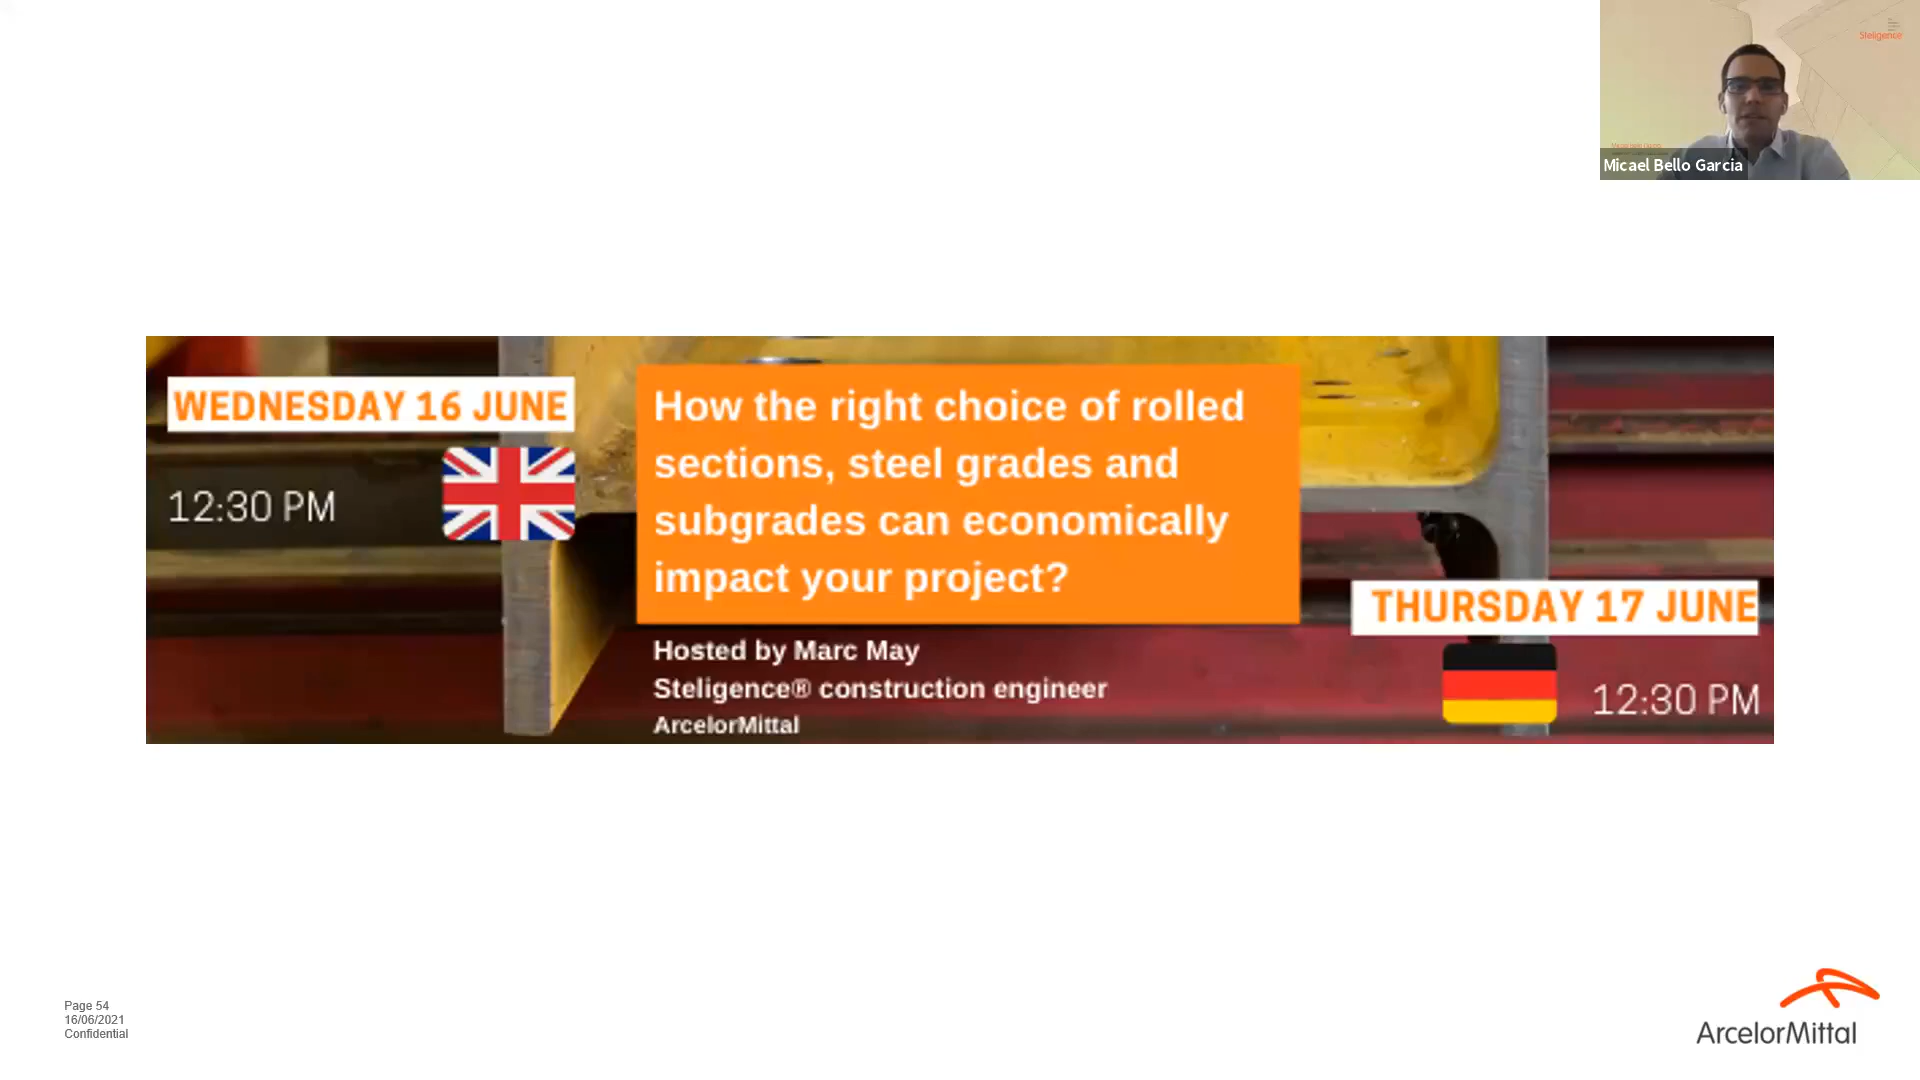 Steligence
Micael Bello Garcia
WEDNESDAY 16 JUNE
12:30 PM
How the right choice of rolled
sections, steel grades and
subgrades can economically
impact your project?
Hosted by Marc May
Steligence® construction engineer
ArcelorMittal
THURSDAY 17 JUNE
12:30 PM
Page 54
16/06/2021
Confidential
ArcelorMittal